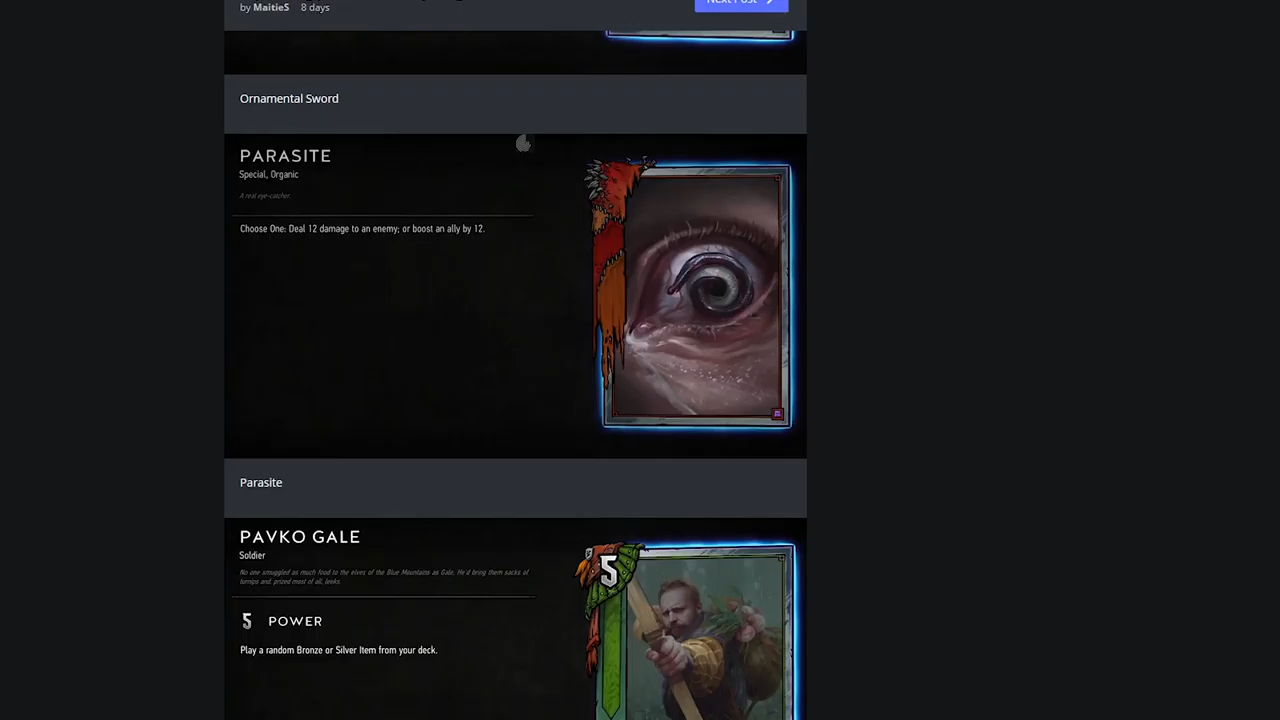 by MaitieS 8 days
Ornamental Sword
PARASITE
Special, Organic
A real eye-catcher.
Choose One: Deal 12 damage to an enemy; or boost an ally by 12.
Parasite
PAVKO GALE
Soldier
No one smuggled as much food to the elves of the Blue Mountains as Gale. He'd bring them sacks of
turnips and, prized most of all, leeks.
5
5 POWER
Play a random Bronze or Silver Item from your deck.